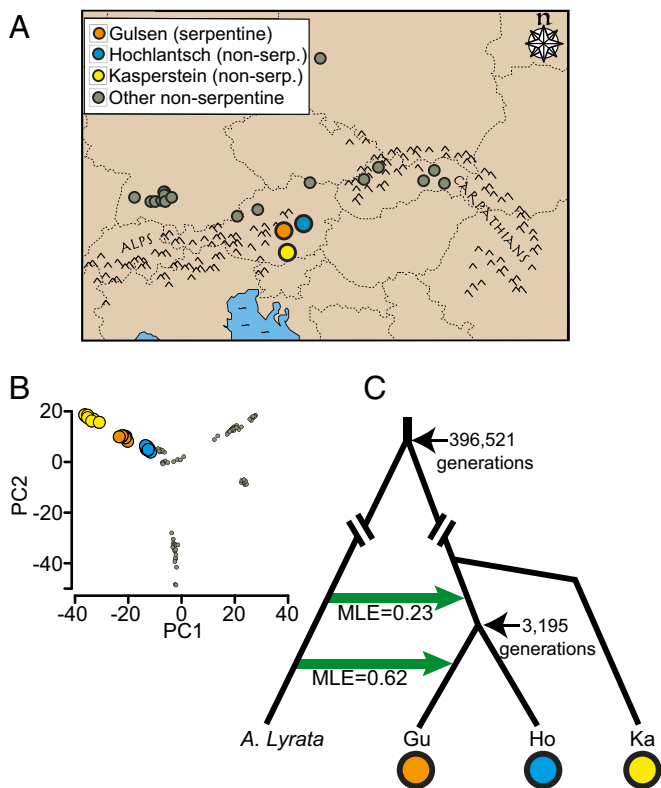 A
Gulsen (serpentine)
Hochlantsch (non-serp.)
Kasperstein (non-serp.)
Other non-serpentine
n
ALPS
CARPATHIANS
B
20
0
-20
-40
PC2
-40
-20
0
20
40
PC1
C
396,521
generations
MLE=0.23
3,195
generations
MLE=0.62
A. Lyrata
Gu
Ho
Ka